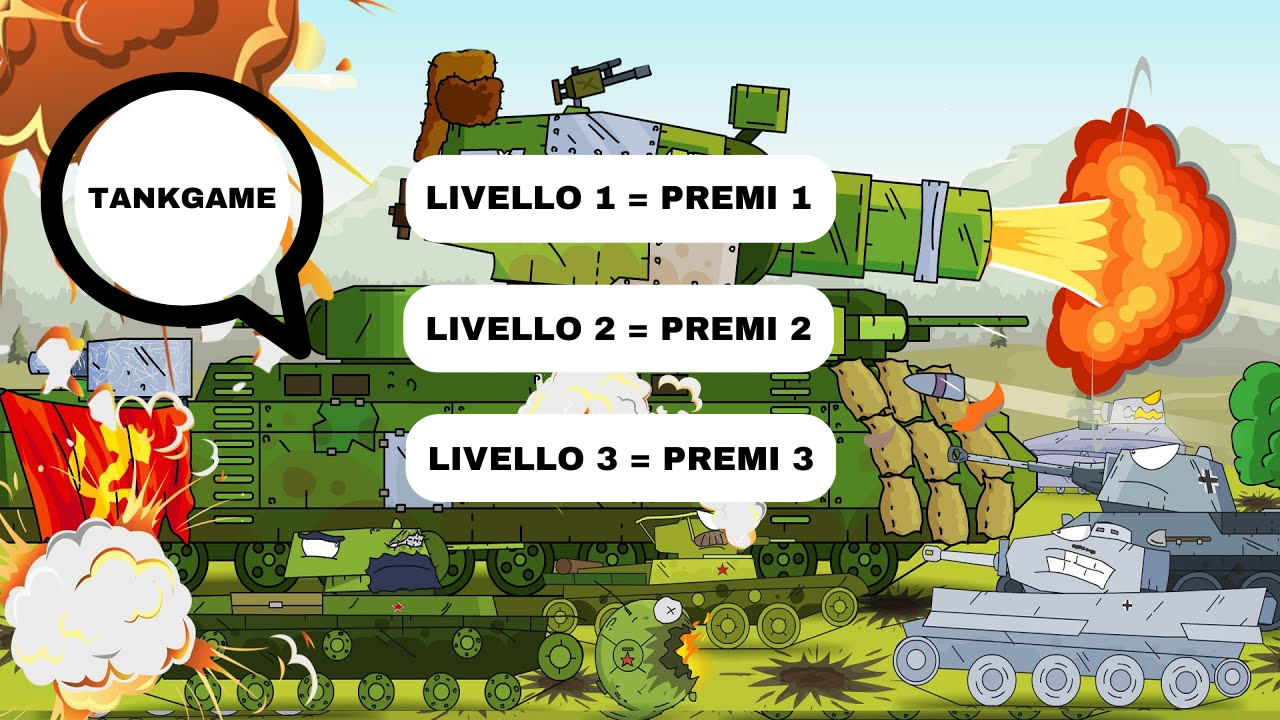 TANKGAME
LIVELLO 1 = PREMI 1
LIVELLO 2 = PREMI 2
LIVELLO 3 = PREMI 3